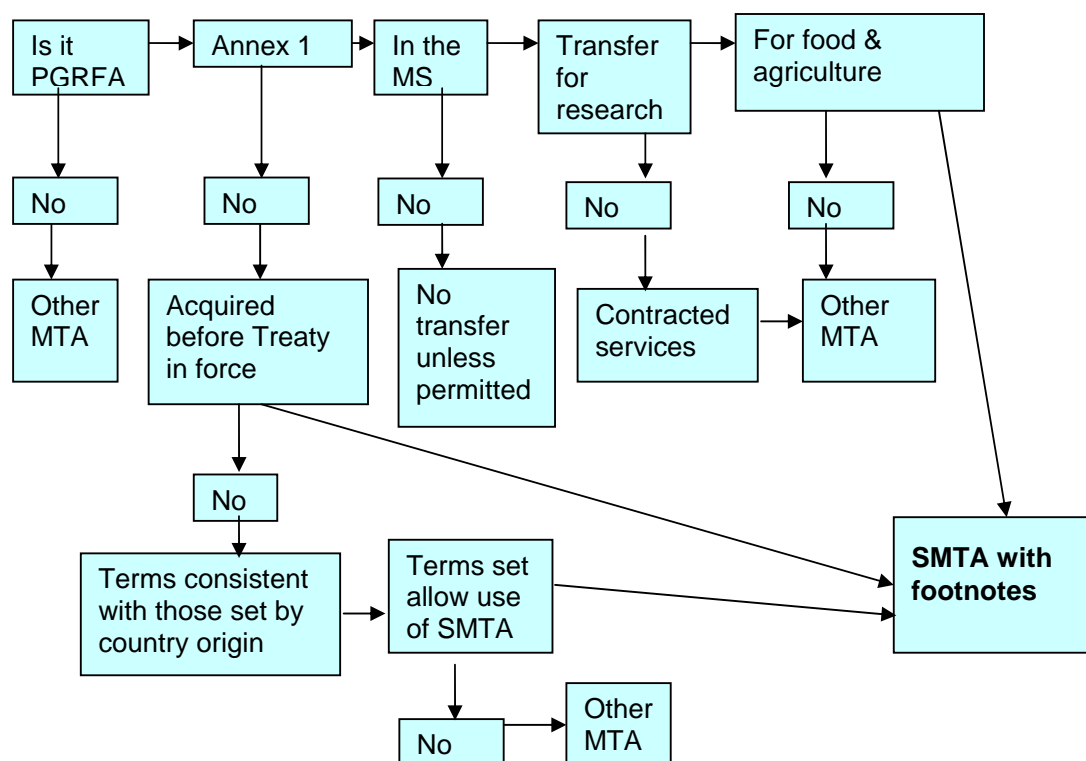 Is it
PGRFA
Annex 1
In the
MS
Transfer
for
research
For food &
agriculture
No
No
No
No
No
Other
MTA
Acquired
before Treaty
in force
No
transfer
unless
permitted
Contracted
services
Other
MTA
No
Terms consistent
with those set by
country origin
Terms set
allow use
of SMTA
SMTA with
footnotes
No
Other
MTA